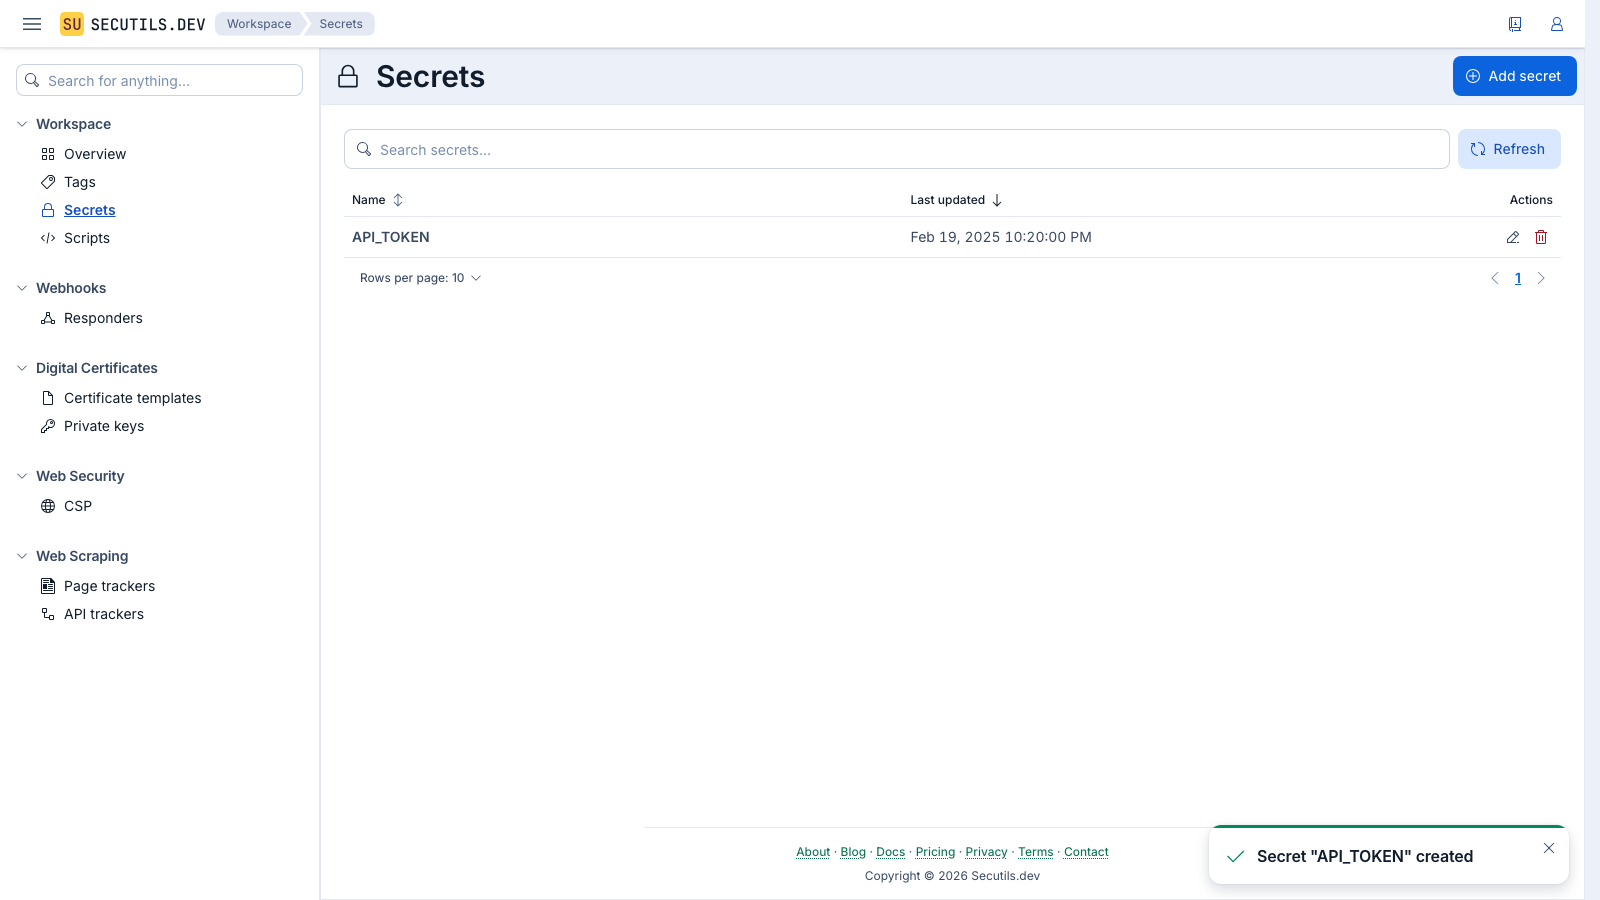 SU SECUTILS.DEV Workspace Secrets
Search for anything...
Workspace
Overview
Tags
Secrets
Scripts
Webhooks
Responders
Digital Certificates
Certificate templates
Private keys
Web Security
CSP
Web Scraping
Page trackers
API trackers
Secrets
Add secret
Search secrets...
Refresh
Name Last updated Actions
API_TOKEN Feb 19, 2025 10:20:00 PM
Rows per page: 10
1
About · Blog · Docs · Pricing · Privacy · Terms · Contact
Copyright © 2026 Secutils.dev
Secret "API_TOKEN" created